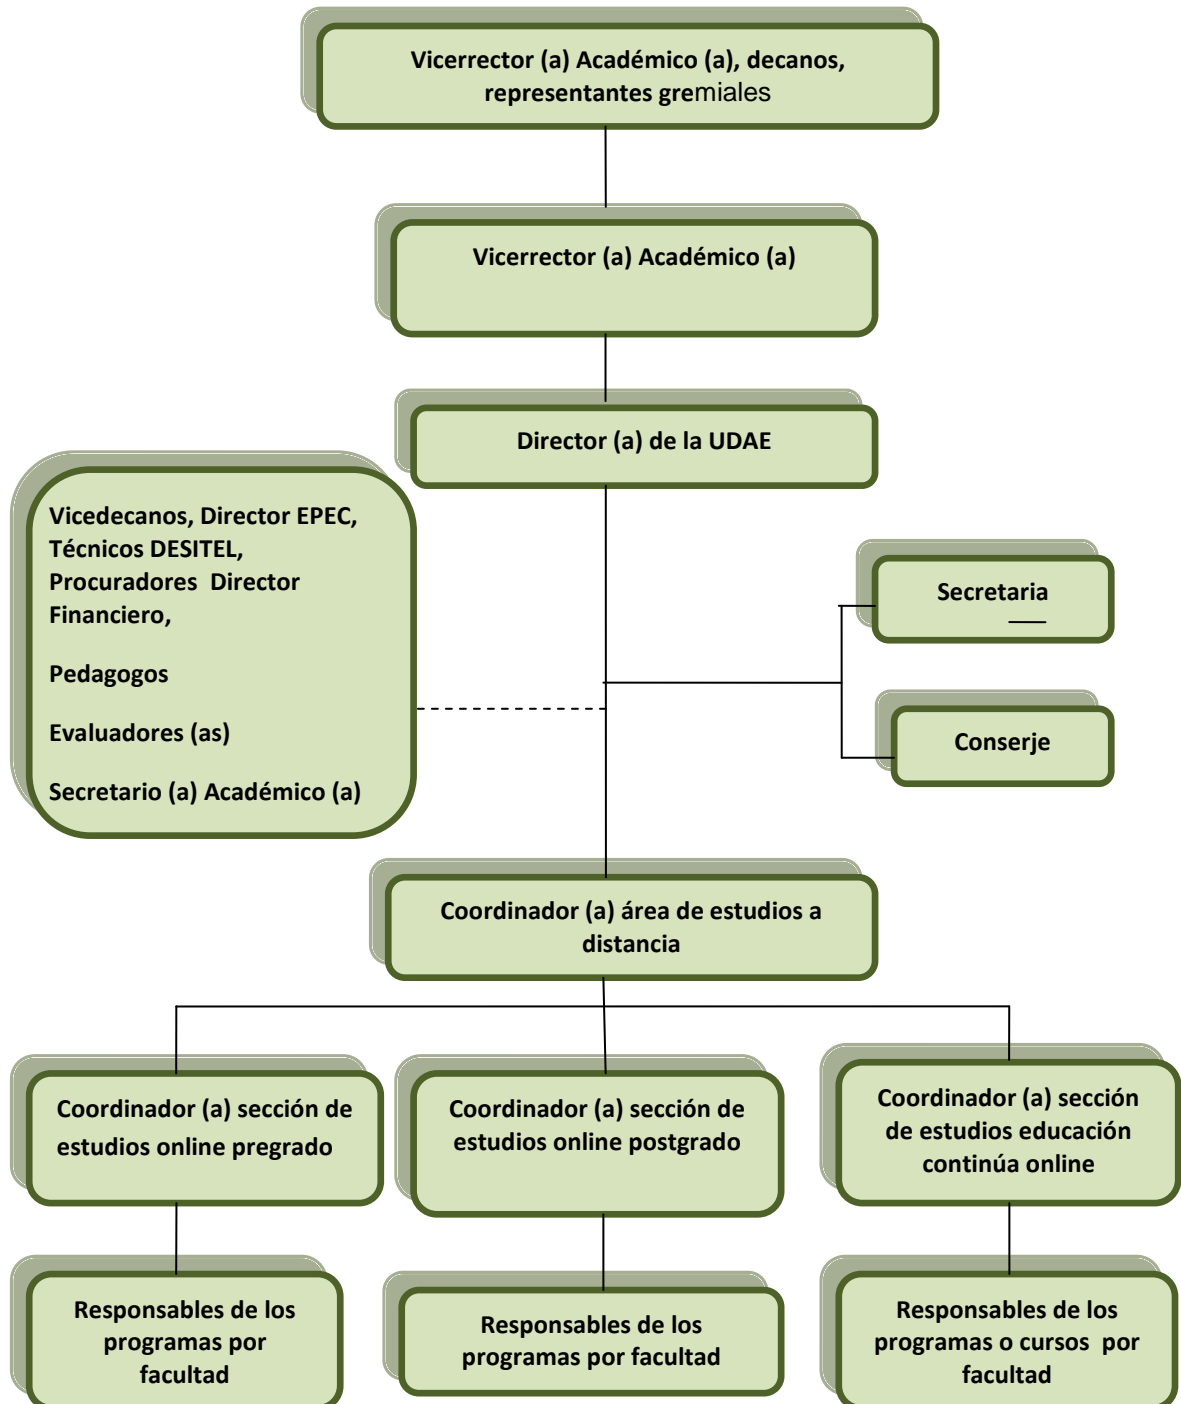 Vicerrector (a) Académico (a), decanos,
representantes gremiales
Vicerrector (a) Académico (a)
Director (a) de la UDAE
Vicedecanos, Director EPEC,
Técnicos DESITEL,
Procuradores Director
Financiero,
Pedagogos
Evaluadores (as)
Secretario (a) Académico (a)
Secretaria
Conserje
Coordinador (a) área de estudios a
distancia
Coordinador (a) sección de
estudios online pregrado
Coordinador (a) sección de
estudios online postgrado
Coordinador (a) sección
de estudios educación
continúa online
Responsables de los
programas por
facultad
Responsables de los
programas por facultad
Responsables de los
programas o cursos por
facultad